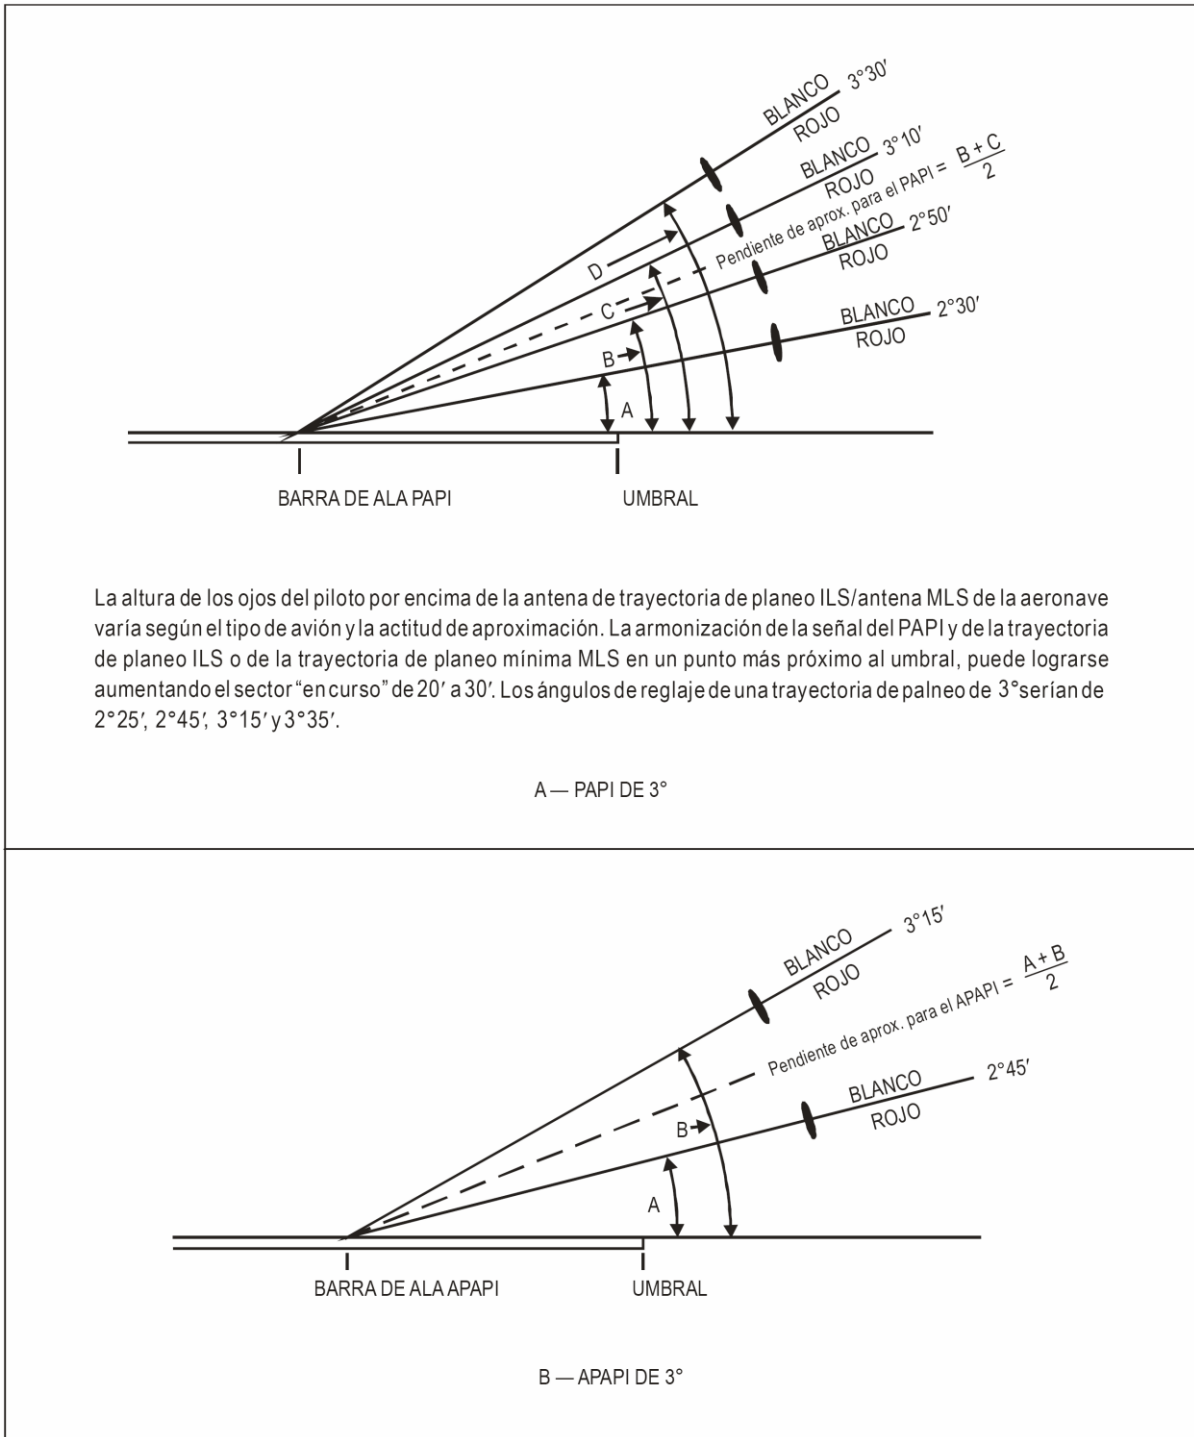 BLANCO 3°30′
ROJO
BLANCO 3°10′
ROJO
Pendiente de aprox. para el PAPI = B + C
2
BLANCO 2°50′
ROJO
BLANCO 2°30′
ROJO
D
C
B
A
BARRA DE ALA PAPI
UMBRAL
La altura de los ojos del piloto por encima de la antena de trayectoria de planeo ILS/antena MLS de la aeronave
varía según el tipo de avión y la actitud de aproximación. La armonización de la señal del PAPI y de la trayectoria
de planeo ILS o de la trayectoria de planeo mínima MLS en un punto más próximo al umbral, puede lograrse
aumentando el sector “en curso” de 20′ a 30′. Los ángulos de reglaje de una trayectoria de palneo de 3°serían de
2°25′, 2°45′, 3°15′ y 3°35′.
A — PAPI DE 3°
BLANCO 3°15′
ROJO
Pendiente de aprox. para el APAPI = A + B
2
BLANCO 2°45′
ROJO
B
A
BARRA DE ALA APAPI
UMBRAL
B — APAPI DE 3°